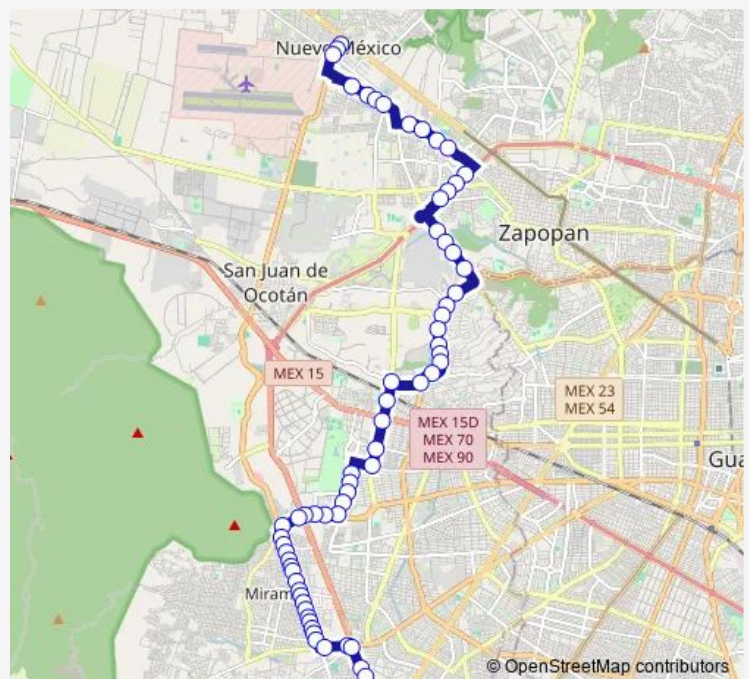 Nuevo México
Zapopan
San Juan de
Ocotán
MEX 15
MEX 23
MEX 54
MEX 15D
MEX 70
MEX 90
Gua
Miram
© OpenStreetMap contributors